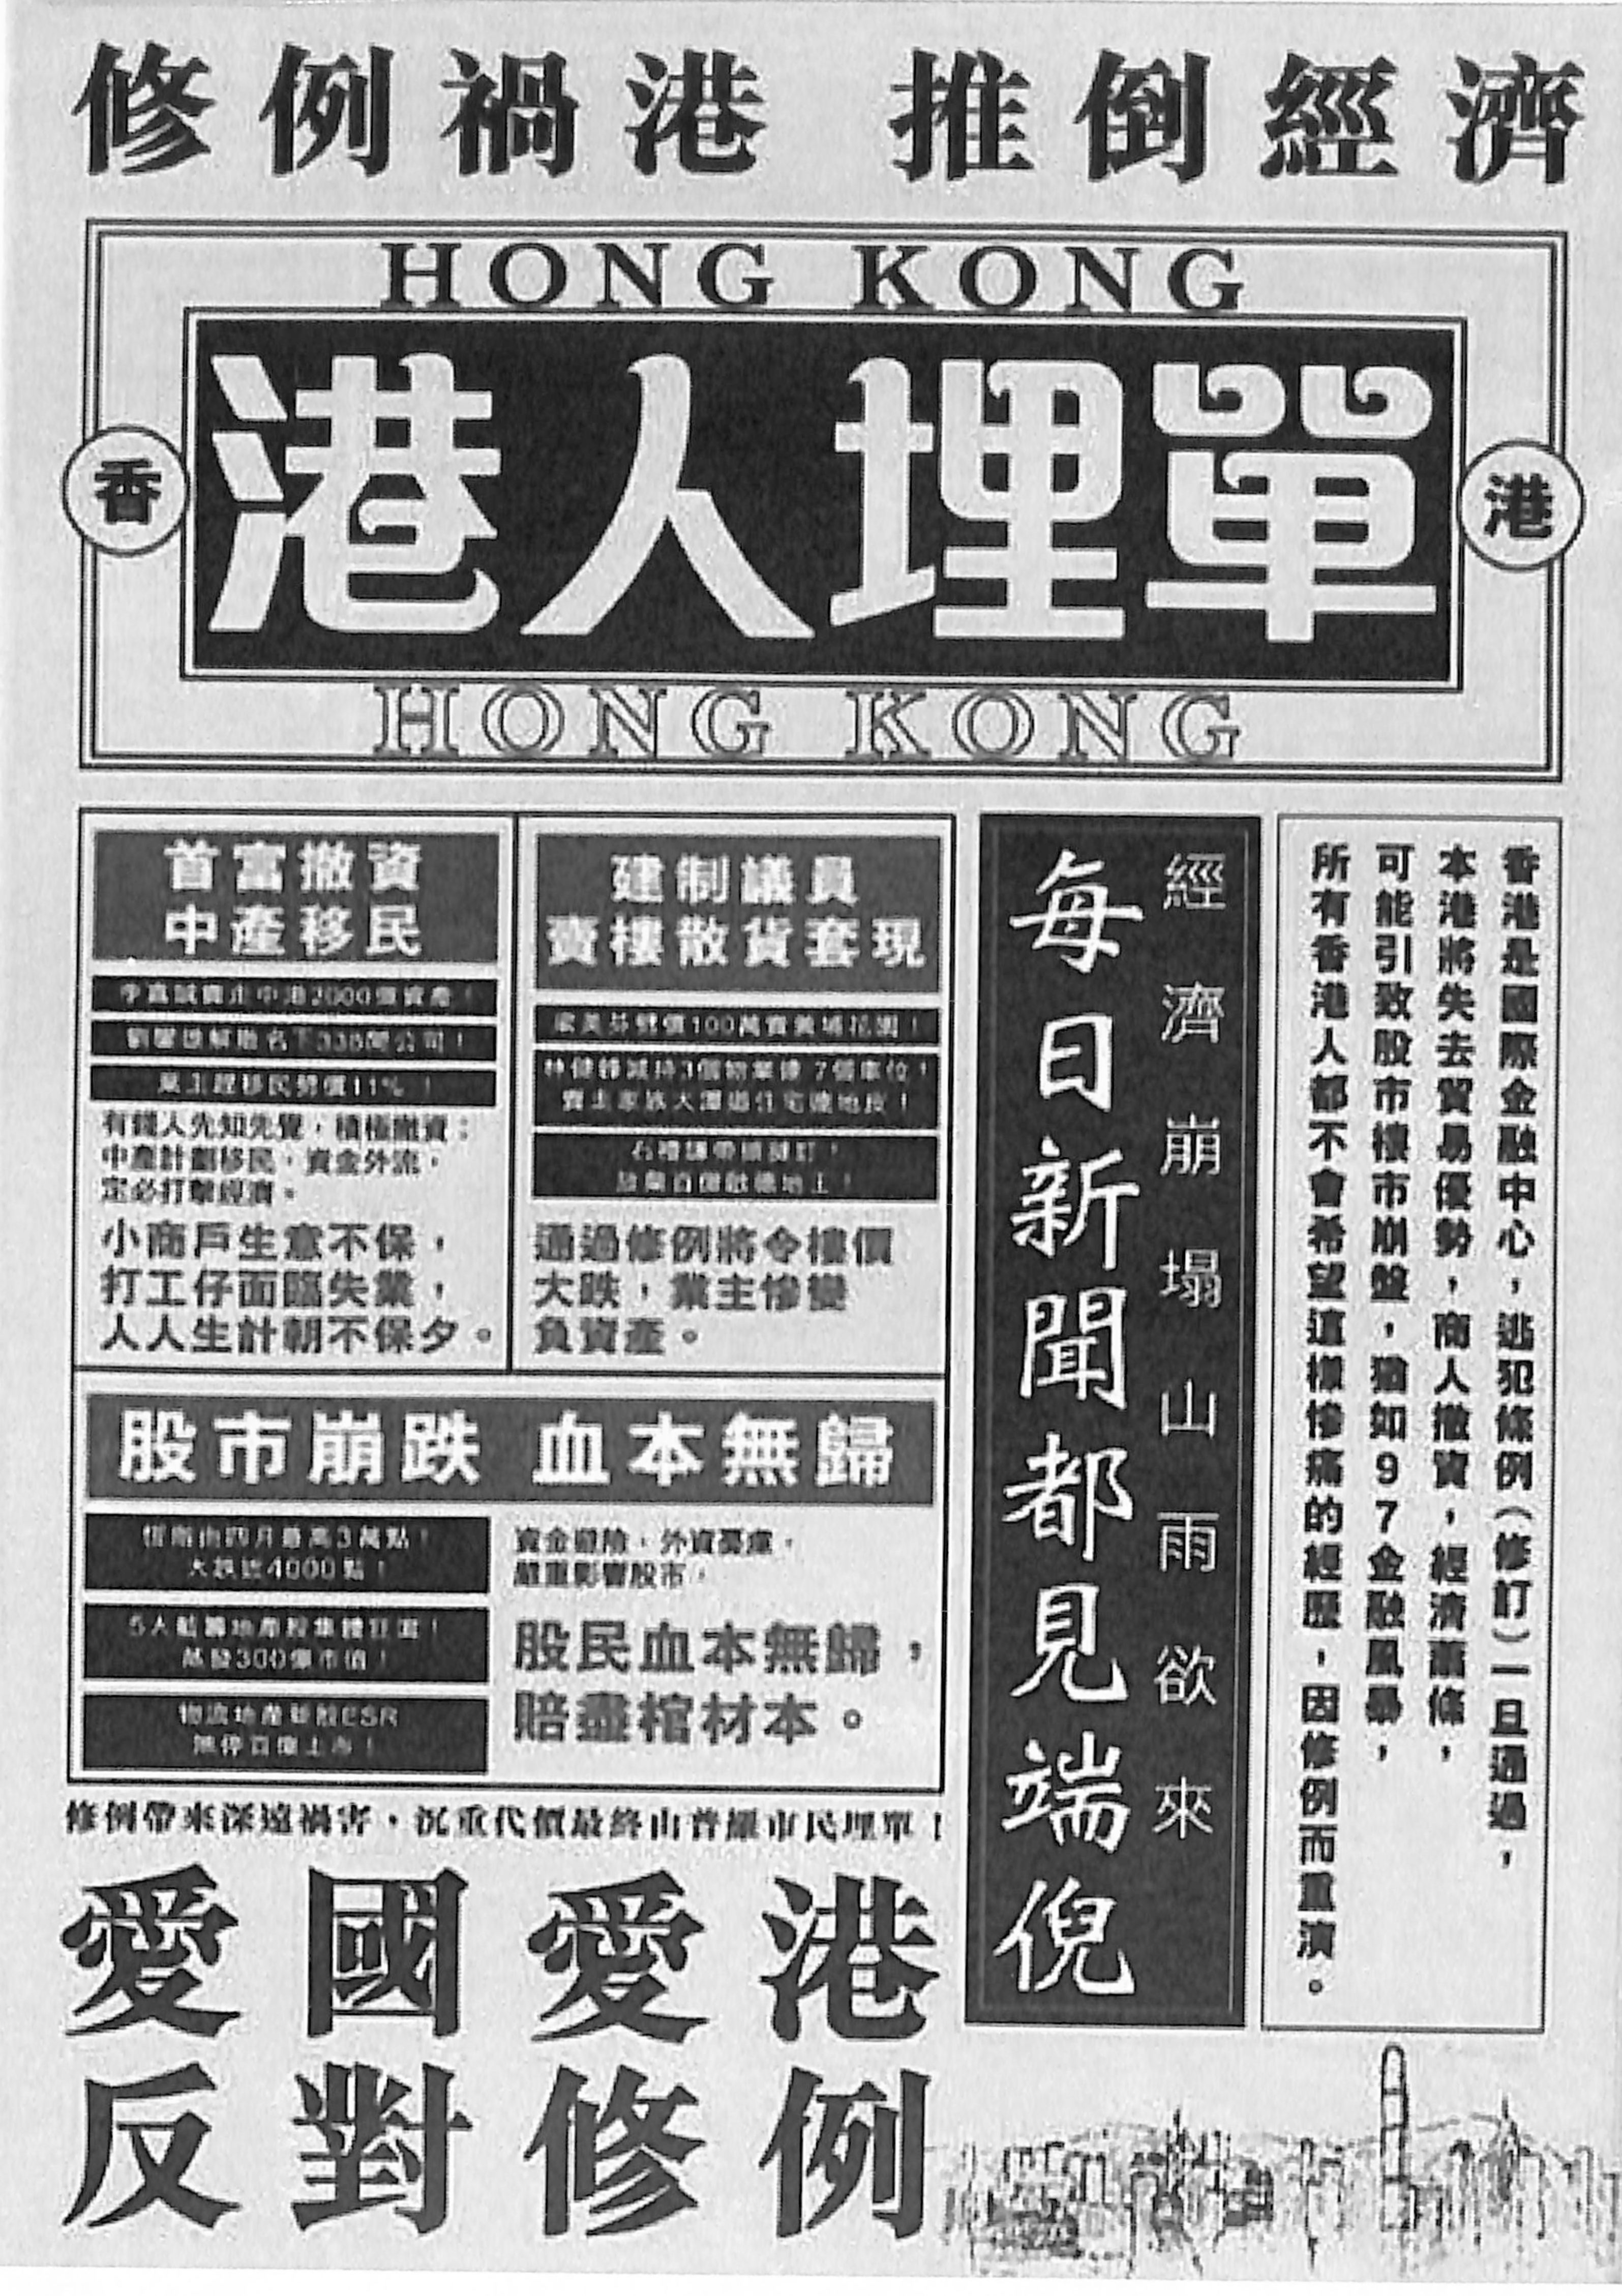 修例禍港 推倒經濟
HONG KONG
香
港人埋單
港
HONG KONG
香港是國際金融中心，逃犯條例（修訂）一旦通過，
本港將失去貿易優勢，商人撤資，經濟蕭條，
可能引致股市樓市崩盤，猶如97金融風暴，
所有香港人都不會希望這樣慘痛的經歷，因修例而重演。
經濟崩塌山雨欲來
每日新聞都見端倪
首富撤資
中產移民
李嘉誠賣走中港2000億資產！
劉鑾雄解散名下338間公司！
業主趕移民劈價11%！
有錢人先知先覺，積極撤資；
中產計劃移民，資金外流，
定必打擊經濟。
小商戶生意不保，
打工仔面臨失業，
人人生計朝不保夕。
建制議員
賣樓散貨套現
梁美芬劈價100萬賣黃埔花園！
林健鋒減持3個物業連7個車位！
賣主家族大潭道住宅連地皮！
石禮謙帶頭撻訂！
放棄百億啟德地王！
通過修例將令樓價
大跌，業主慘變
負資產。
股市崩跌 血本無歸
恆指由四月最高3萬點！
大跌近4000點！
5大藍籌地產股集體狂瀉！
蒸發300億市值！
物流地產新股ESR
煞停百億上市！
資金避險，外資憂慮，
嚴重影響股市，
股民血本無歸，
賠盡棺材本。
修例帶來深遠禍害，沉重代價最終由普羅市民埋單！
愛國愛港
反對修例